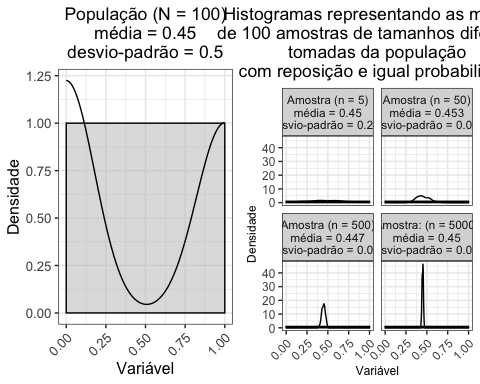 População (N = 100)
média = 0.45
desvio-padrão = 0.5
Densidade
1.25
1.00
0.75
0.50
0.25
0.00
0.00 0.25 0.50 0.75 1.00
Variável
Histogramas representando as m
de 100 amostras de tamanhos dif
tomadas da população
com reposição e igual probabili
Amostra (n = 5)
média = 0.45
svio-padrão = 0.2
Amostra (n = 50)
média = 0.453
svio-padrão = 0.0
Densidade
40
30
20
10
0
Amostra (n = 500)
média = 0.447
svio-padrão = 0.0
mostra: (n = 5000
média = 0.45
svio-padrão = 0.0
40
30
20
10
0
0.00 0.25 0.50 0.75 1.00
0.00 0.25 0.50 0.75 1.00
Variável